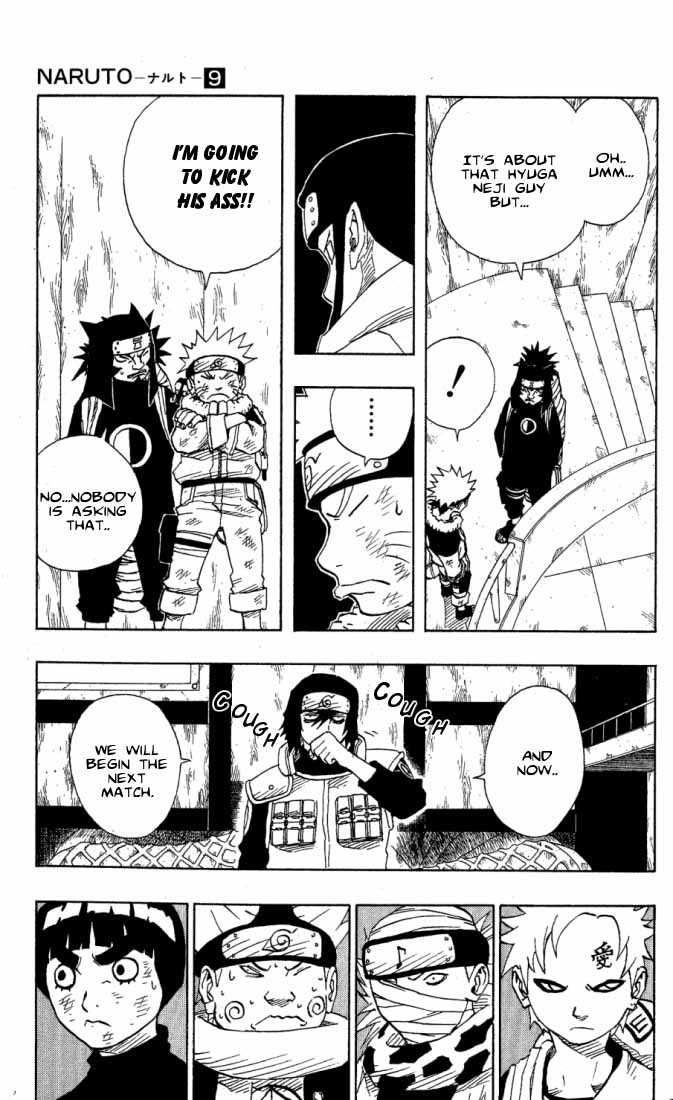 NARUTO—ナルト—9
OH..
UMM...
IT'S ABOUT
THAT HYUGA
NEJI GUY
BUT...
!
........
I'M GOING
TO KICK
HIS ASS!!
NO...NOBODY
IS ASKING
THAT..
AND
NOW..
COUGH
COUGH
WE WILL
BEGIN THE
NEXT
MATCH.
愛